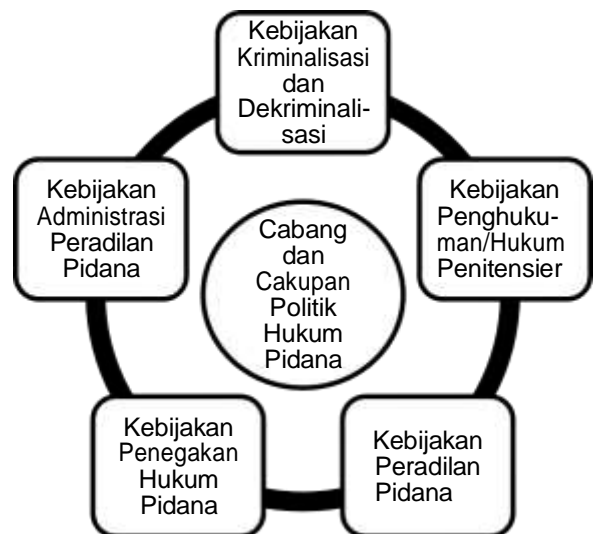 Kebijakan
Kriminalisasi
dan
Dekriminali-
sasi
Kebijakan
Administrasi
Peradilan
Pidana
Kebijakan
Penghuku-
man/Hukum
Penitensier
Cabang
dan
Cakupan
Politik
Hukum
Pidana
Kebijakan
Penegakan
Hukum
Pidana
Kebijakan
Peradilan
Pidana